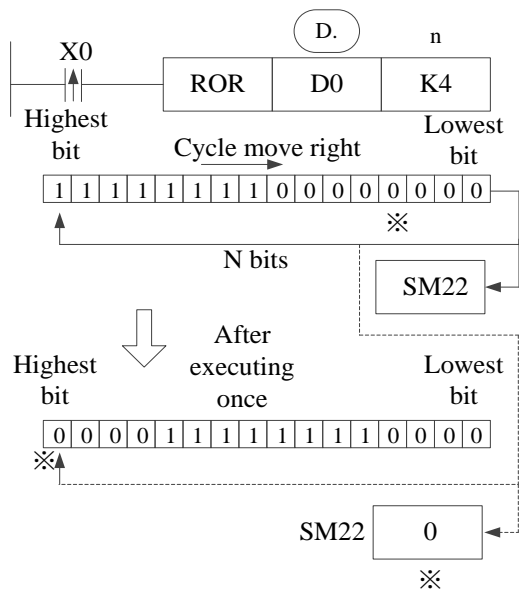 D.
n
X0
ROR D0 K4
Highest bit
Lowest bit
Cycle move right
1 1 1 1 1 1 1 1 0 0 0 0 0 0 0 0
※
N bits
SM22
After executing once
Highest bit
Lowest bit
0 0 0 0 1 1 1 1 1 1 1 1 0 0 0 0
※
SM22 0
※